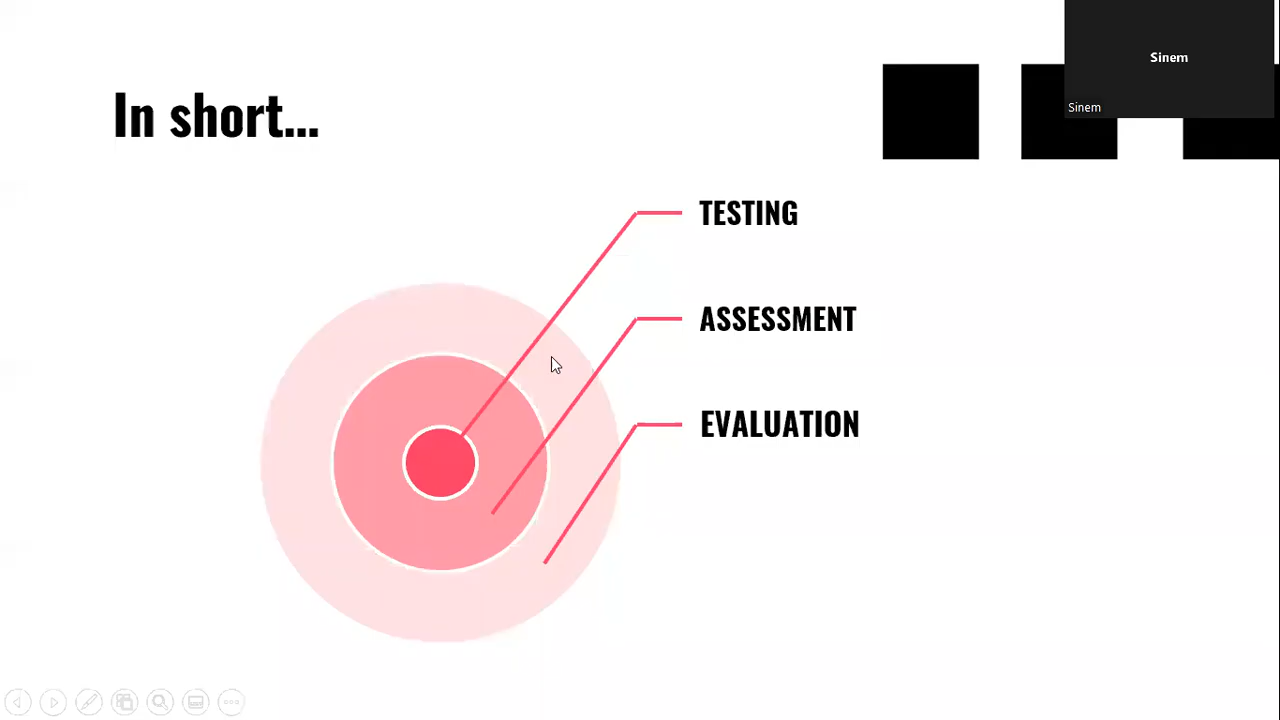 Sinem
Sinem
In short...
TESTING
ASSESSMENT
EVALUATION